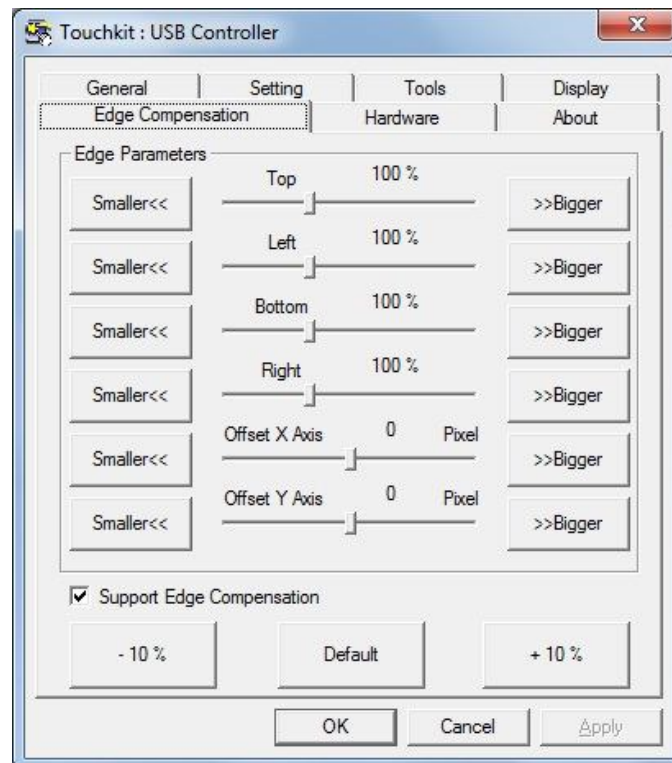 Touchkit : USB Controller
General Setting Tools Display
Edge Compensation Hardware About
Edge Parameters
Top 100 %
Smaller<< >>Bigger
Left 100 %
Smaller<< >>Bigger
Bottom 100 %
Smaller<< >>Bigger
Right 100 %
Smaller<< >>Bigger
Offset X Axis 0 Pixel
Smaller<< >>Bigger
Offset Y Axis 0 Pixel
Smaller<< >>Bigger
Support Edge Compensation
- 10 % Default + 10 %
OK Cancel Apply